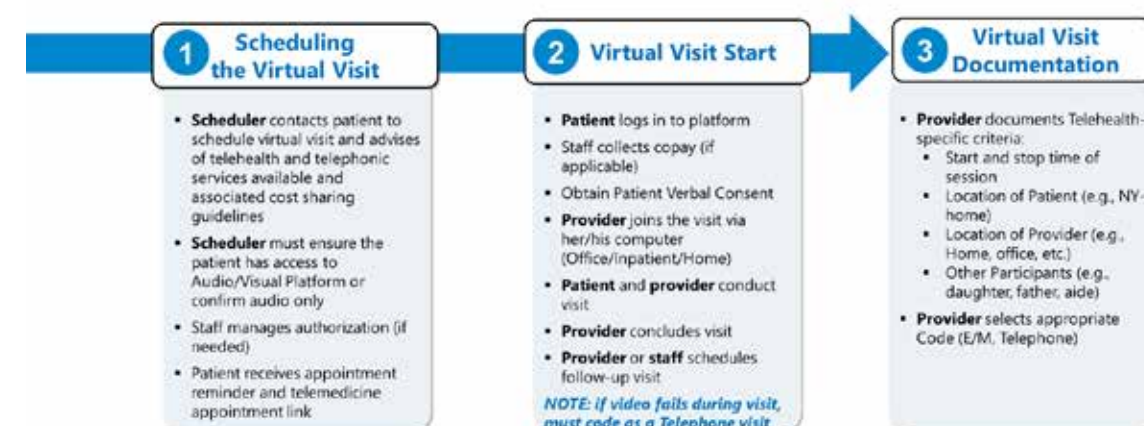 1
Scheduling
the Virtual Visit
• Scheduler contacts patient to
schedule virtual visit and advises
of telehealth and telephonic
services available and
associated cost sharing
guidelines
• Scheduler must ensure the
patient has access to
Audio/Visual Platform or
confirm audio only
• Staff manages authorization (if
needed)
• Patient receives appointment
reminder and telemedicine
appointment link
2
Virtual Visit Start
• Patient logs in to platform
• Staff collects copay (if
applicable)
• Obtain Patient Verbal Consent
• Provider joins the visit via
her/his computer
(Office/Inpatient/Home)
• Patient and provider conduct
visit
• Provider concludes visit
• Provider or staff schedules
follow-up visit
NOTE: if video fails during visit,
must code as a Telephone visit
3
Virtual Visit
Documentation
• Provider documents Telehealth-
specific criteria:
• Start and stop time of
session
• Location of Patient (e.g., NY-
home)
• Location of Provider (e.g.,
Home, office, etc.)
• Other Participants (e.g.
daughter, father, aide)
• Provider selects appropriate
Code (E/M, Telephone)